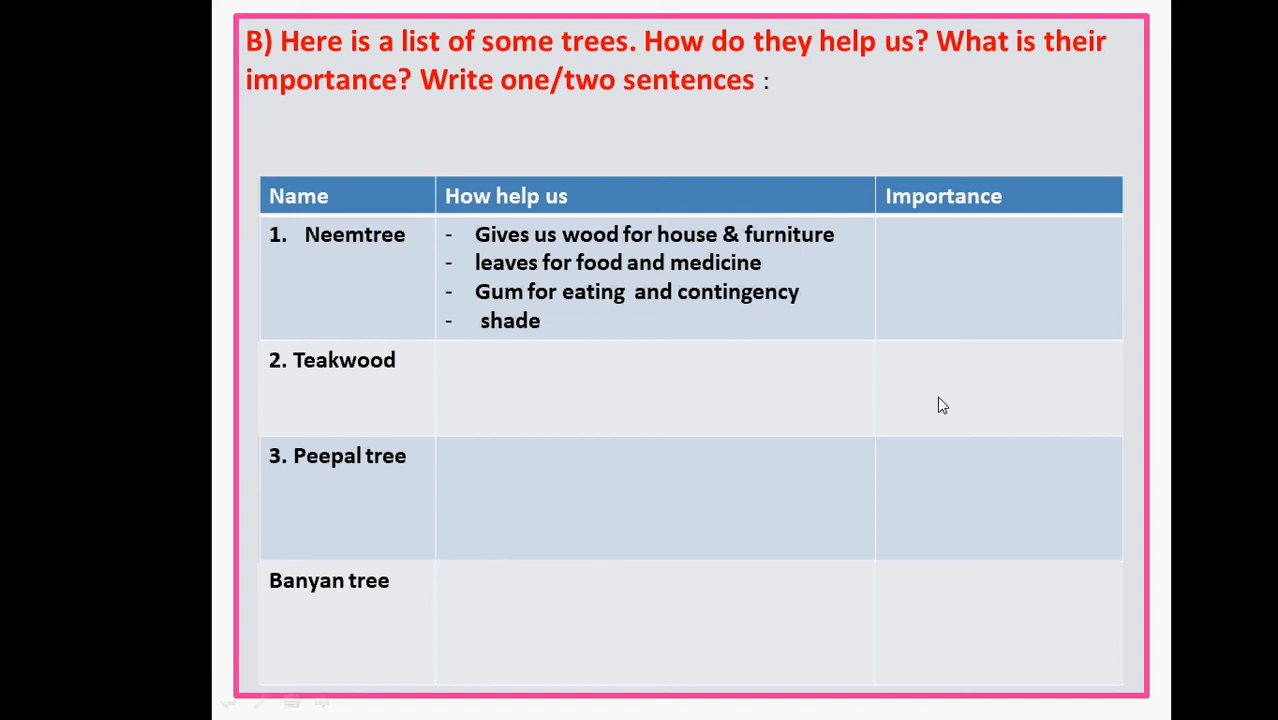 B) Here is a list of some trees. How do they help us? What is their
importance? Write one/two sentences :
Name How help us Importance
1. Neemtree - Gives us wood for house & furniture
- leaves for food and medicine
- Gum for eating and contingency
- shade
2. Teakwood
3. Peepal tree
Banyan tree